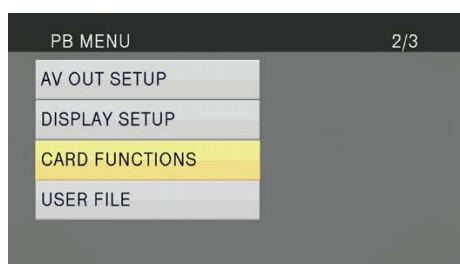 PB MENU 2/3
AV OUT SETUP
DISPLAY SETUP
CARD FUNCTIONS
USER FILE